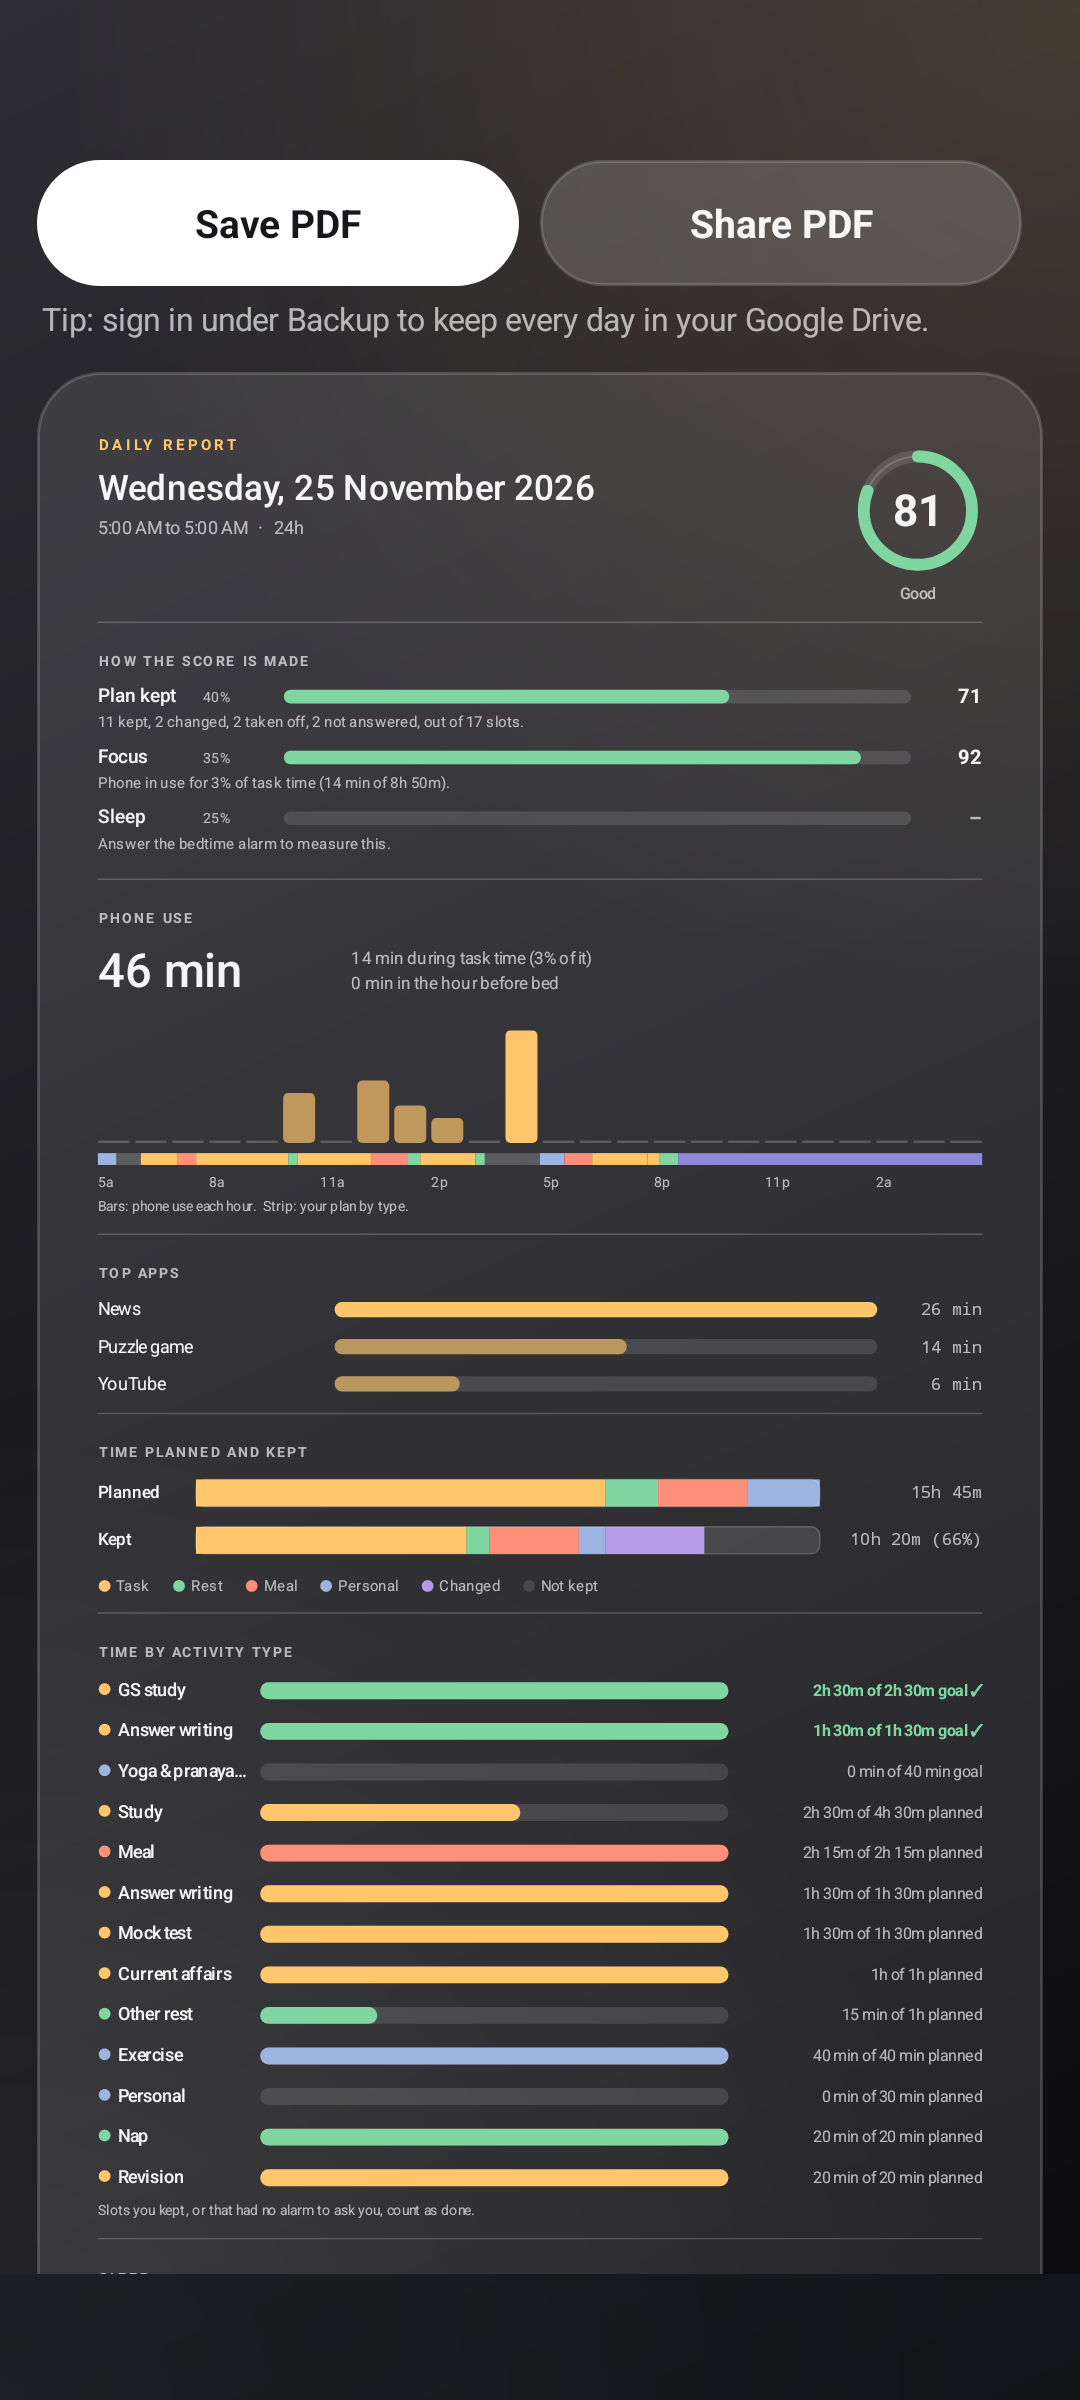 Save PDF
Share PDF
Tip: sign in under Backup to keep every day in your Google Drive.
DAILY REPORT
Wednesday, 25 November 2026
5:00 AM to 5:00 AM · 24h
81
Good
HOW THE SCORE IS MADE
Plan kept 40% 71
11 kept, 2 changed, 2 taken off, 2 not answered, out of 17 slots.
Focus 35% 92
Phone in use for 3% of task time (14 min of 8h 50m).
Sleep 25% –
Answer the bedtime alarm to measure this.
PHONE USE
46 min
14 min during task time (3% of it)
0 min in the hour before bed
5a 8a 11a 2p 5p 8p 11p 2a
Bars: phone use each hour. Strip: your plan by type.
TOP APPS
News 26 min
Puzzle game 14 min
YouTube 6 min
TIME PLANNED AND KEPT
Planned 15h 45m
Kept 10h 20m (66%)
Task Rest Meal Personal Changed Not kept
TIME BY ACTIVITY TYPE
GS study 2h 30m of 2h 30m goal ✓
Answer writing 1h 30m of 1h 30m goal ✓
Yoga & pranaya... 0 min of 40 min goal
Study 2h 30m of 4h 30m planned
Meal 2h 15m of 2h 15m planned
Answer writing 1h 30m of 1h 30m planned
Mock test 1h 30m of 1h 30m planned
Current affairs 1h of 1h planned
Other rest 15 min of 1h planned
Exercise 40 min of 40 min planned
Personal 0 min of 30 min planned
Nap 20 min of 20 min planned
Revision 20 min of 20 min planned
Slots you kept, or that had no alarm to ask you, count as done.